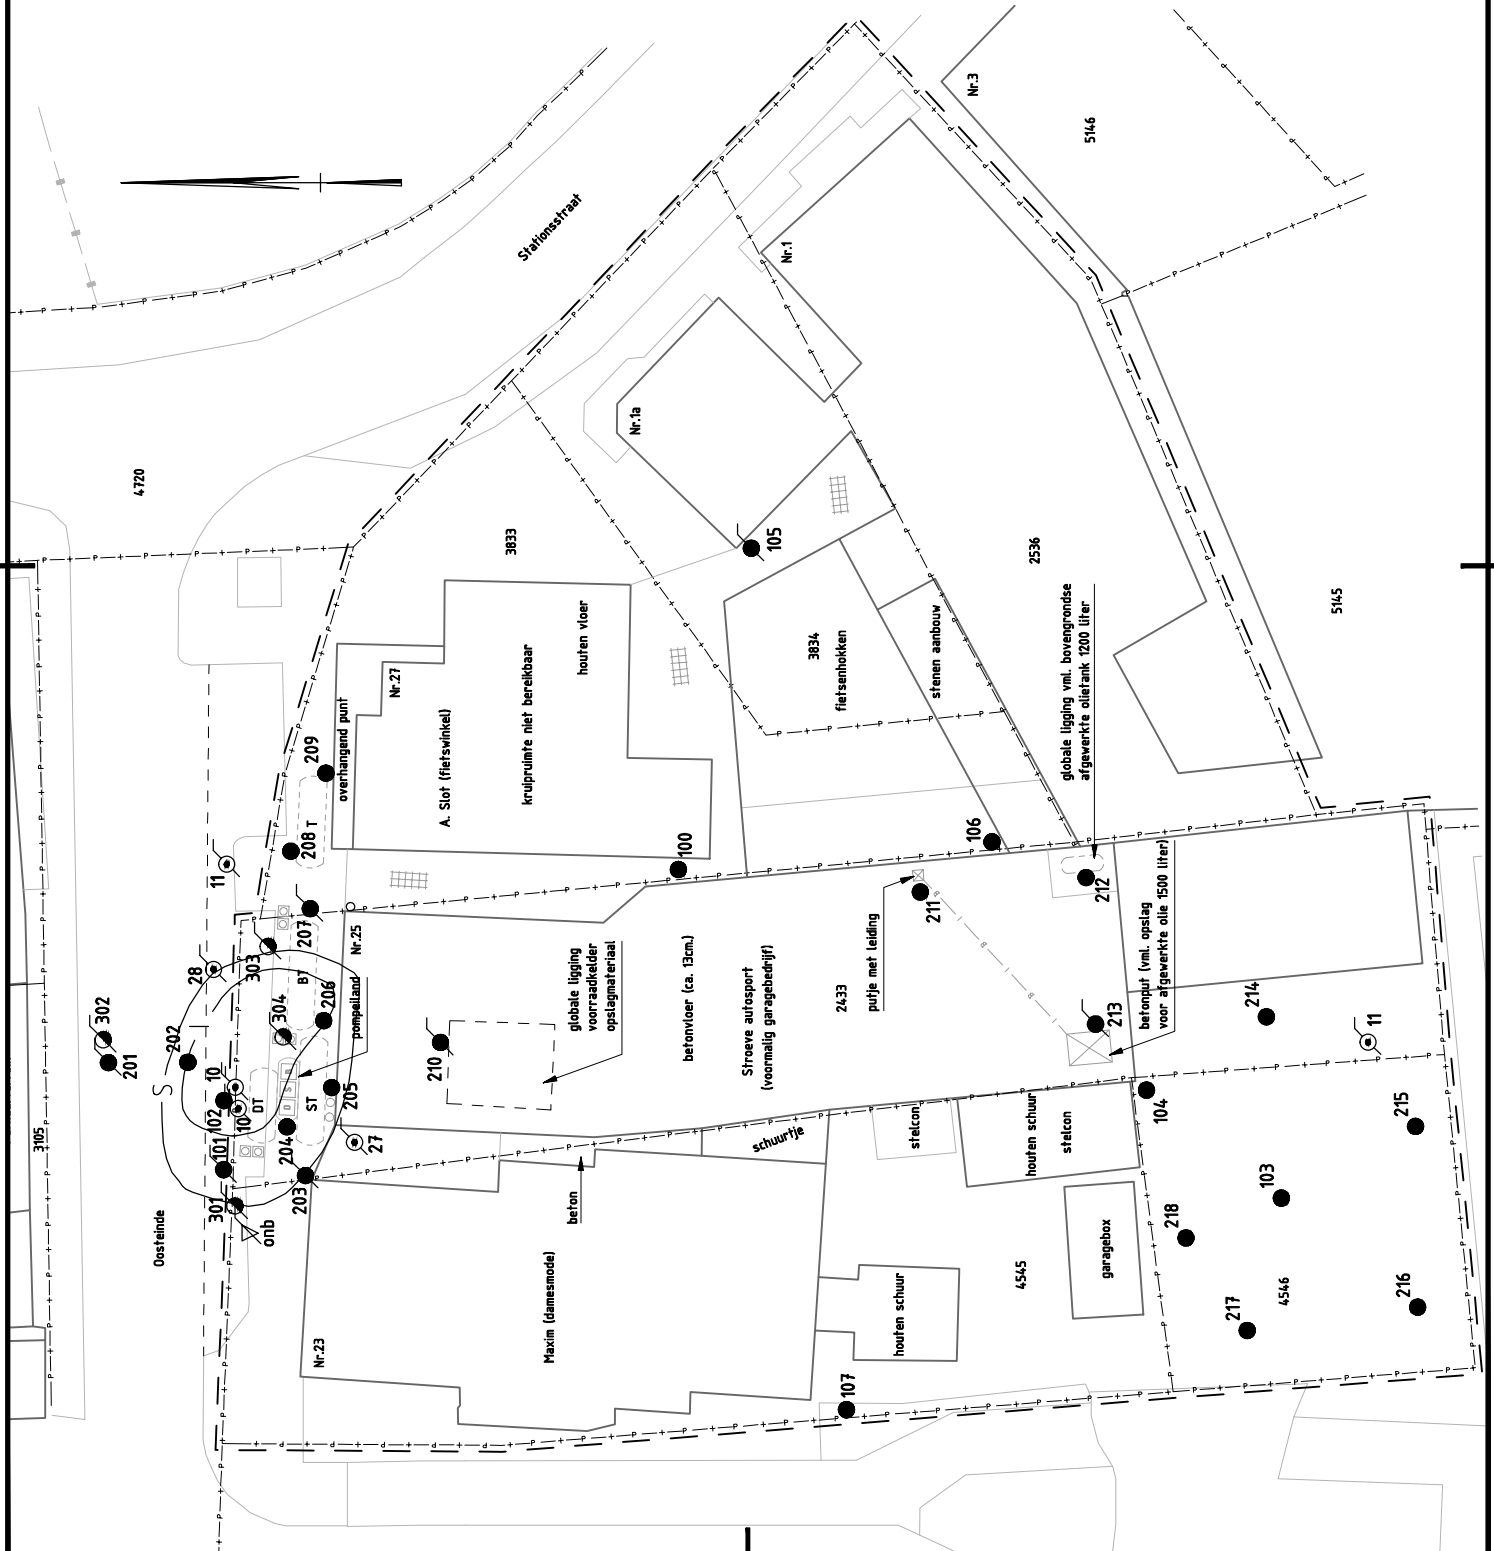 Nr.3
5146
Stationsstraat
Nr.1
Nr.1a
4720
3833
105
2536
5145
3834
fietsenhokken
stenen aanbouw
globale ligging vml. bovengrondse
afgewerkte olietank 1200 liter
houten vloer
kruipruimte niet bereikbaar
A. Slot (fietswinkel)
Nr.27
overhangend punt
209
208
T
11
100
106
212
211
207
Nr.25
303
28
BT
206
304
pompeiland
302
201
202
10
102
10
DT
ST
205
204
27
101
301
203
onb
3105
Oosteinde
210
globale ligging
voorraadkelder
opslagmateriaal
betonvloer (ca. 13cm.)
Stroeve autosport
(voormalig garagebedrijf)
2433
putje met leiding
betonput (vml. opslag
voor afgewerkte olie 1500 liter)
213
214
11
104
215
schuurtje
stelcon
houten schuur
stelcon
beton
Maxim (damesmode)
Nr.23
houten schuur
4545
garagebox
218
103
4546
217
216
107